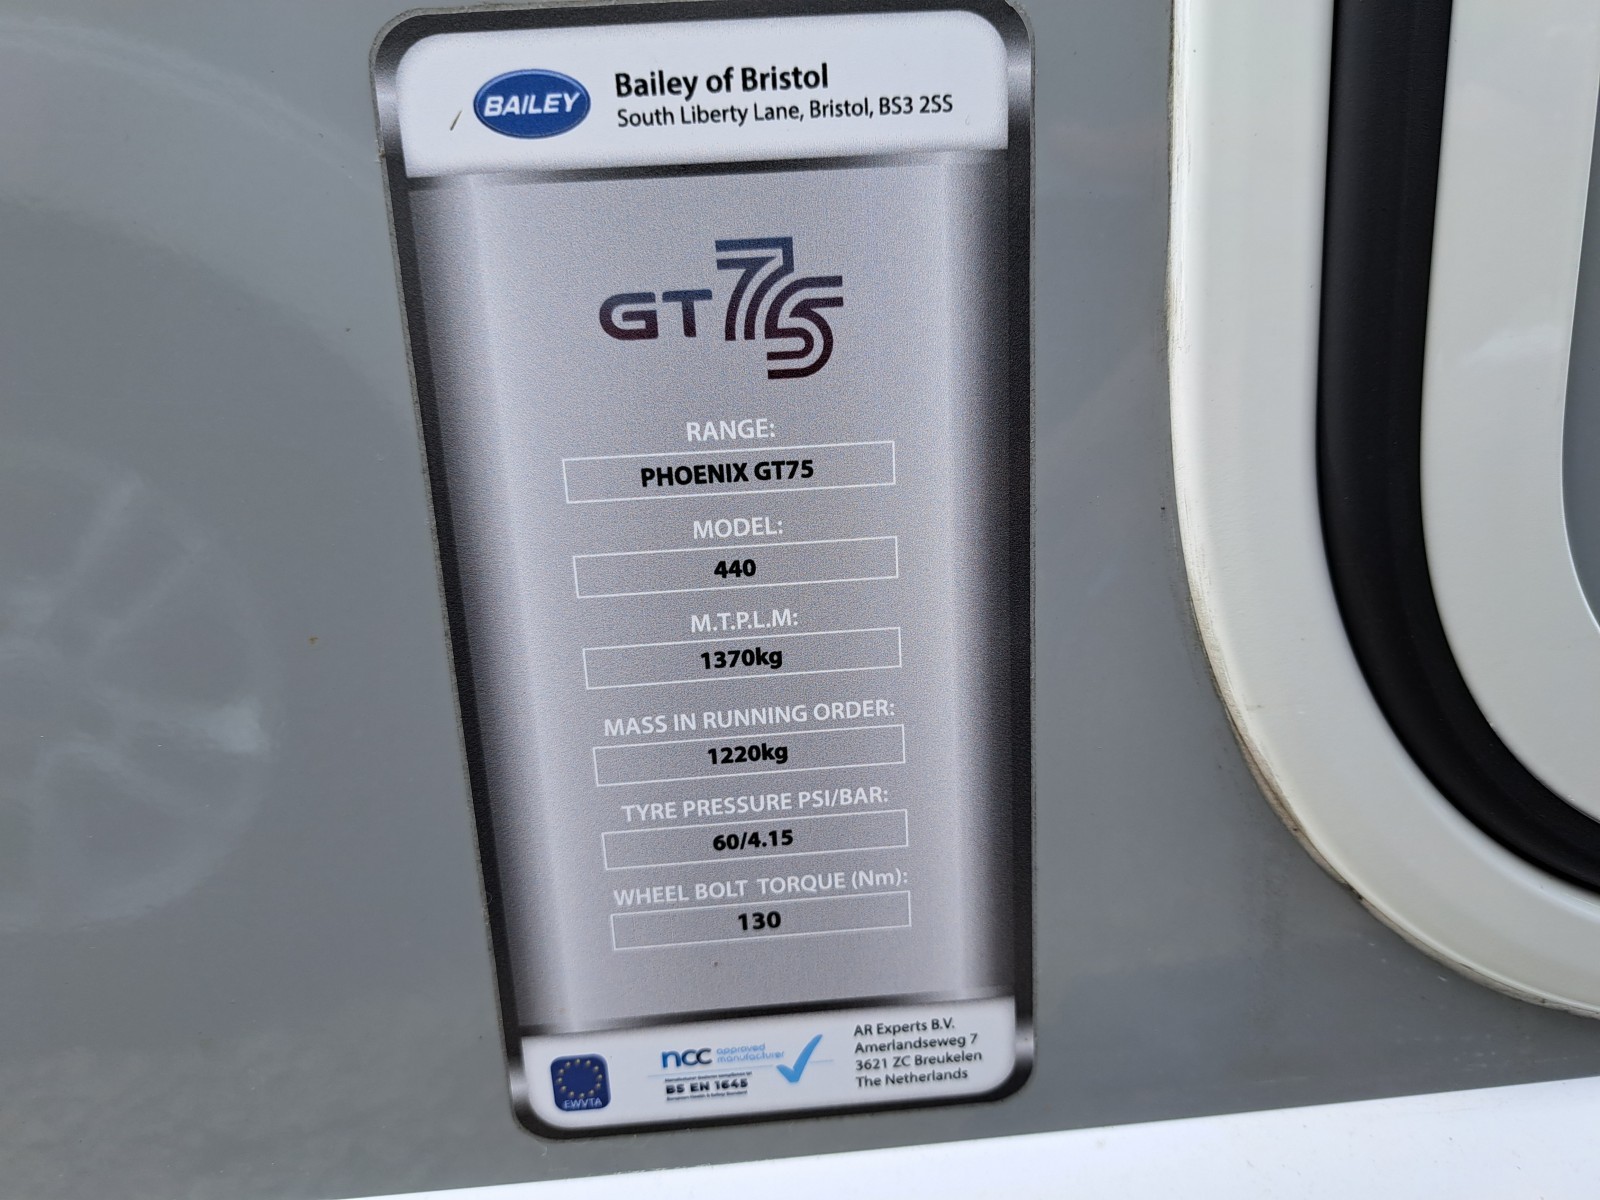 BAILEY
Bailey of Bristol
South Liberty Lane, Bristol, BS3 2SS
GT75
RANGE:
PHOENIX GT75
MODEL:
440
M.T.P.L.M:
1370kg
MASS IN RUNNING ORDER:
1220kg
TYRE PRESSURE PSI/BAR:
60/4.15
WHEEL BOLT TORQUE (Nm):
130
EWVTA
ncc approved
manufacturer
BS EN 1645
AR Experts B.V.
Amerlandseweg 7
3621 ZC Breukelen
The Netherlands